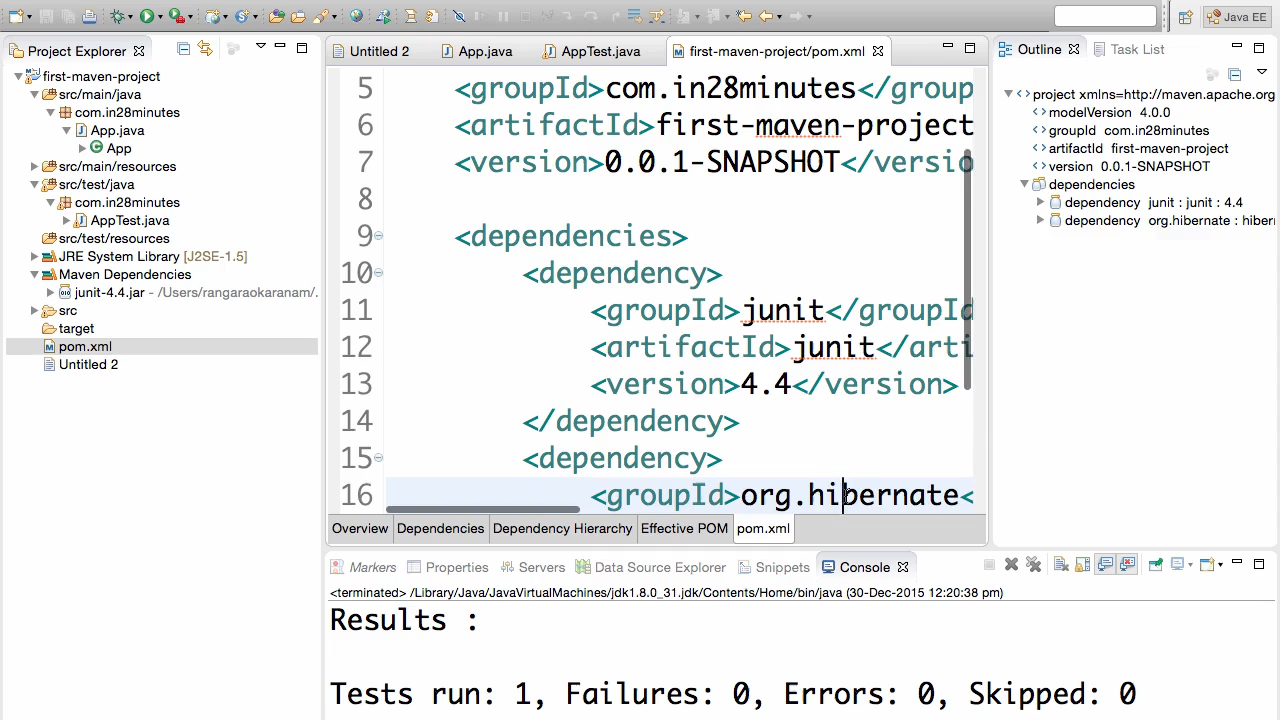 Java EE
Project Explorer
first-maven-project
src/main/java
com.in28minutes
App.java
App
src/main/resources
src/test/java
com.in28minutes
AppTest.java
src/test/resources
JRE System Library [J2SE-1.5]
Maven Dependencies
junit-4.4.jar - /Users/rangaraokaranam/.
src
target
pom.xml
Untitled 2
Untitled 2 App.java AppTest.java first-maven-project/pom.xml
5 <groupId>com.in28minutes</group
6 <artifactId>first-maven-project
7 <version>0.0.1-SNAPSHOT</versio
8
9 <dependencies>
10 <dependency>
11 <groupId>junit</groupId
12 <artifactId>junit</arti
13 <version>4.4</version>
14 </dependency>
15 <dependency>
16 <groupId>org.hibernate<
Overview Dependencies Dependency Hierarchy Effective POM pom.xml
Outline Task List
project xmlns=http://maven.apache.org
modelVersion 4.0.0
groupId com.in28minutes
artifactId first-maven-project
version 0.0.1-SNAPSHOT
dependencies
dependency junit : junit : 4.4
dependency org.hibernate : hiber
Markers Properties Servers Data Source Explorer Snippets Console
<terminated> /Library/Java/JavaVirtualMachines/jdk1.8.0_31.jdk/Contents/Home/bin/java (30-Dec-2015 12:20:38 pm)
Results :
Tests run: 1, Failures: 0, Errors: 0, Skipped: 0